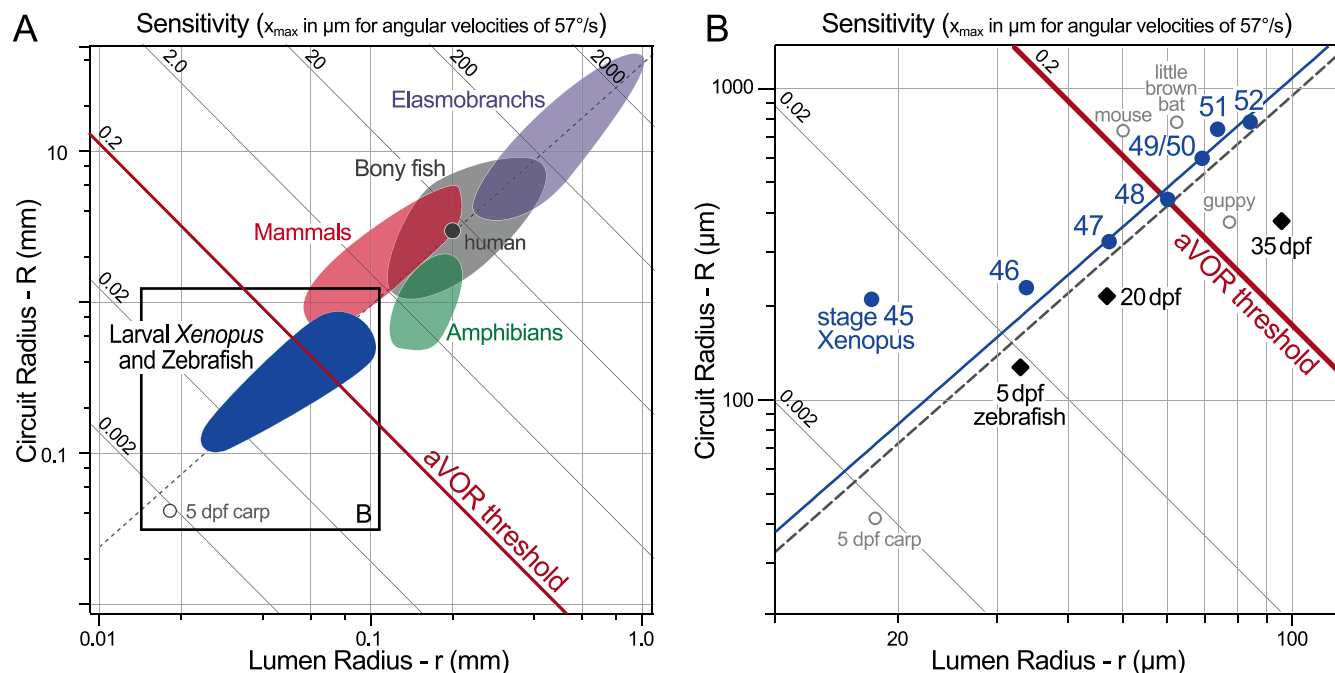 A
Sensitivity (xmax in µm for angular velocities of 57°/s)
2.0
20
200
2000
0.2
0.02
0.002
Elasmobranchs
Bony fish
Mammals
human
Amphibians
Larval Xenopus
and Zebrafish
5 dpf carp
B
aVOR threshold
Circuit Radius - R (mm)
10
0.1
0.01
0.1
1.0
Lumen Radius - r (mm)
B
Sensitivity (xmax in µm for angular velocities of 57°/s)
0.2
0.02
0.002
little
brown
bat
mouse
51
52
49/50
48
guppy
47
35 dpf
46
20 dpf
stage 45
Xenopus
aVOR threshold
5 dpf
zebrafish
5 dpf carp
Circuit Radius - R (µm)
1000
100
20
100
Lumen Radius - r (µm)